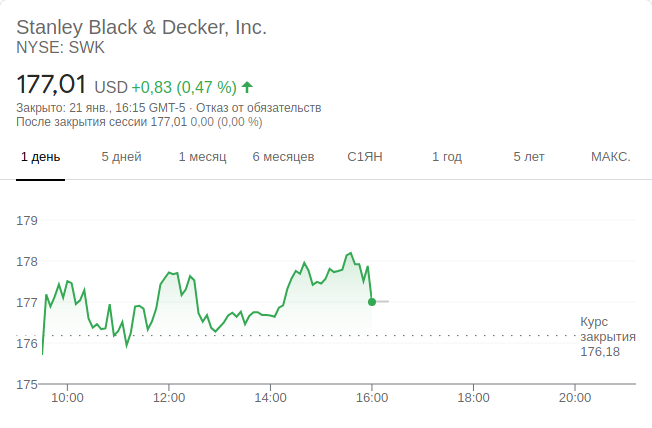 Stanley Black & Decker, Inc.
NYSE: SWK
177,01 USD +0,83 (0,47 %)
Закрыто: 21 янв., 16:15 GMT-5 · Отказ от обязательств
После закрытия сессии 177,01 0,00 (0,00 %)
1 день 5 дней 1 месяц 6 месяцев С1ЯН 1 год 5 лет МАКС.
179
178
177
176
175
Курс
закрытия
176,18
10:00 12:00 14:00 16:00 18:00 20:00